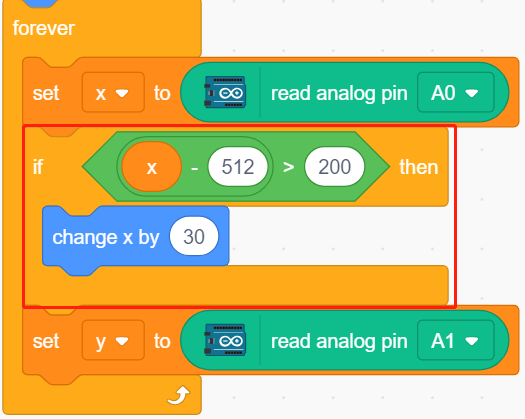 forever
set x to read analog pin A0
if x - 512 > 200 then
change x by 30
set y to read analog pin A1